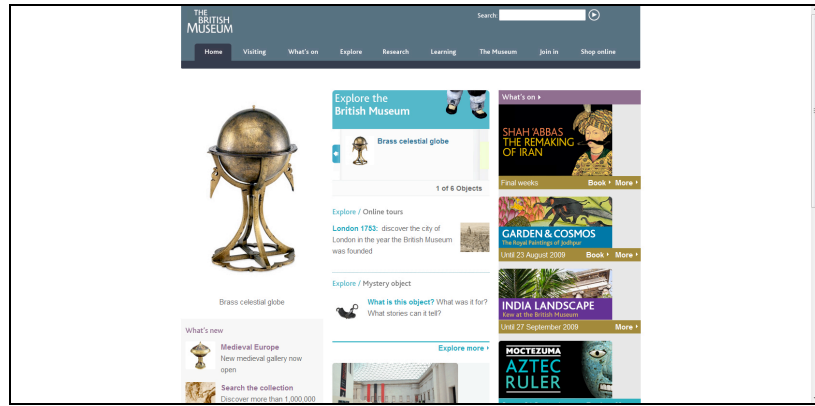 THE
BRITISH
MUSEUM
Search:
Home Visiting What's on Explore Research Learning The Museum Join in Shop online
Brass celestial globe
What's new
Medieval Europe
New medieval gallery now
open
Search the collection
Discover more than 1,000,000
Explore the
British Museum
Brass celestial globe
1 of 6 Objects
Explore / Online tours
London 1753: discover the city of
London in the year the British Museum
was founded
Explore / Mystery object
What is this object? What was it for?
What stories can it tell?
Explore more
What's on
SHAH 'ABBAS
THE REMAKING
OF IRAN
Final weeks Book More
GARDEN & COSMOS
The Royal Paintings of Jodhpur
Until 23 August 2009 Book More
INDIA LANDSCAPE
Kew at the British Museum
Until 27 September 2009 More
MOCTEZUMA
AZTEC
RULER